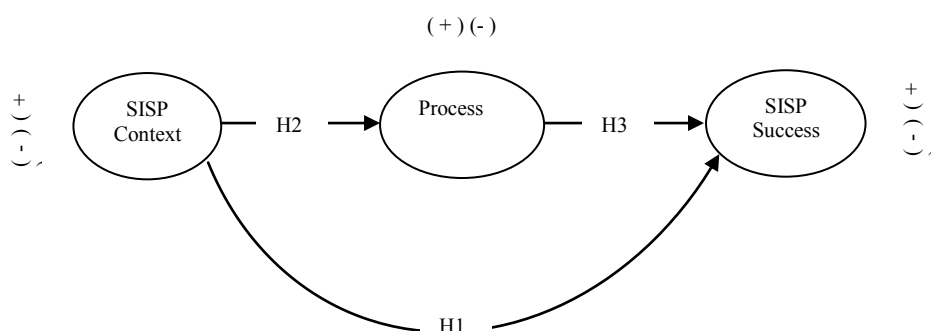 ( + ) (- )
( + ) ( - )
SISP
Context
H2
Process
H3
SISP
Success
( + ) ( - )
H1